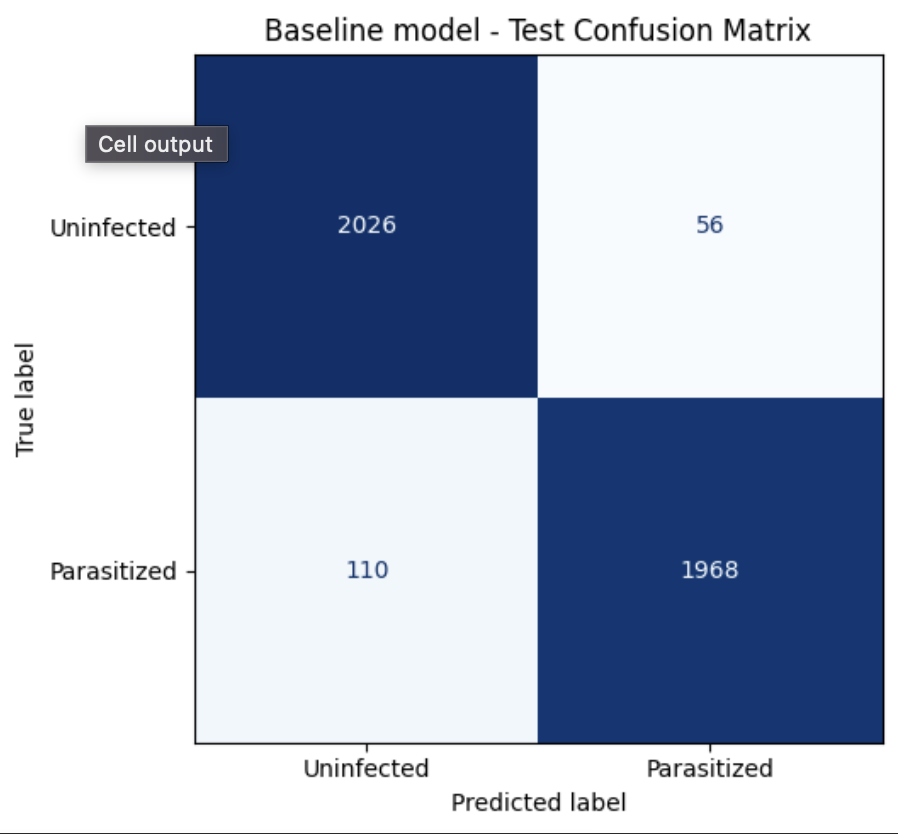 Baseline model - Test Confusion Matrix
Cell output
Uninfected
2026
56
True label
Parasitized
110
1968
Uninfected
Parasitized
Predicted label